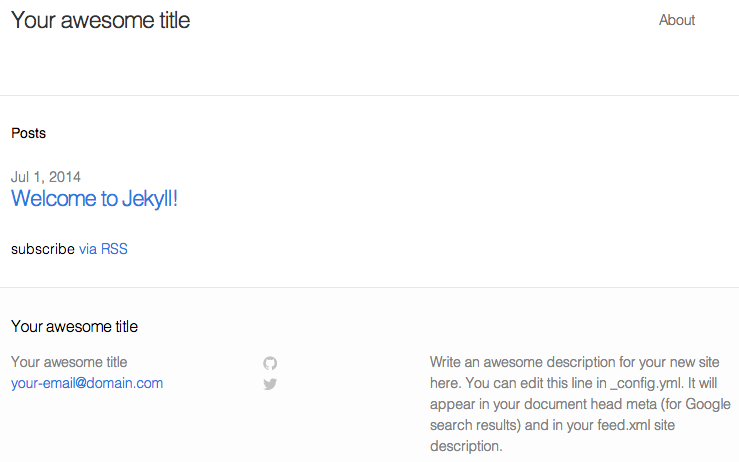 Your awesome title
About
Posts
Jul 1, 2014
Welcome to Jekyll!
subscribe via RSS
Your awesome title
Your awesome title
your-email@domain.com
Write an awesome description for your new site
here. You can edit this line in _config.yml. It will
appear in your document head meta (for Google
search results) and in your feed.xml site
description.